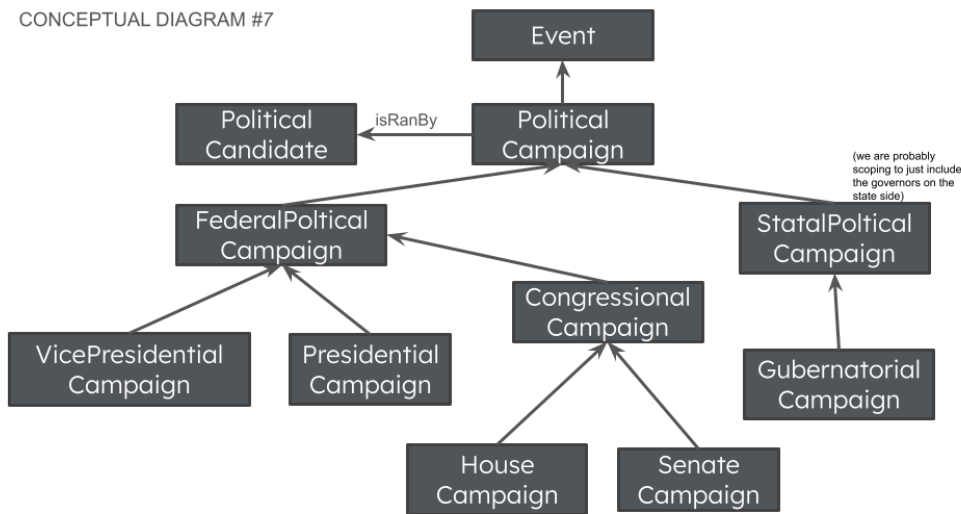 CONCEPTUAL DIAGRAM #7
Event
Political
Candidate
isRanBy
Political
Campaign
(we are probably
scoping to just include
the governors on the
state side)
FederalPoltical
Campaign
StatalPoltical
Campaign
Congressional
Campaign
VicePresidential
Campaign
Presidential
Campaign
Gubernatorial
Campaign
House
Campaign
Senate
Campaign